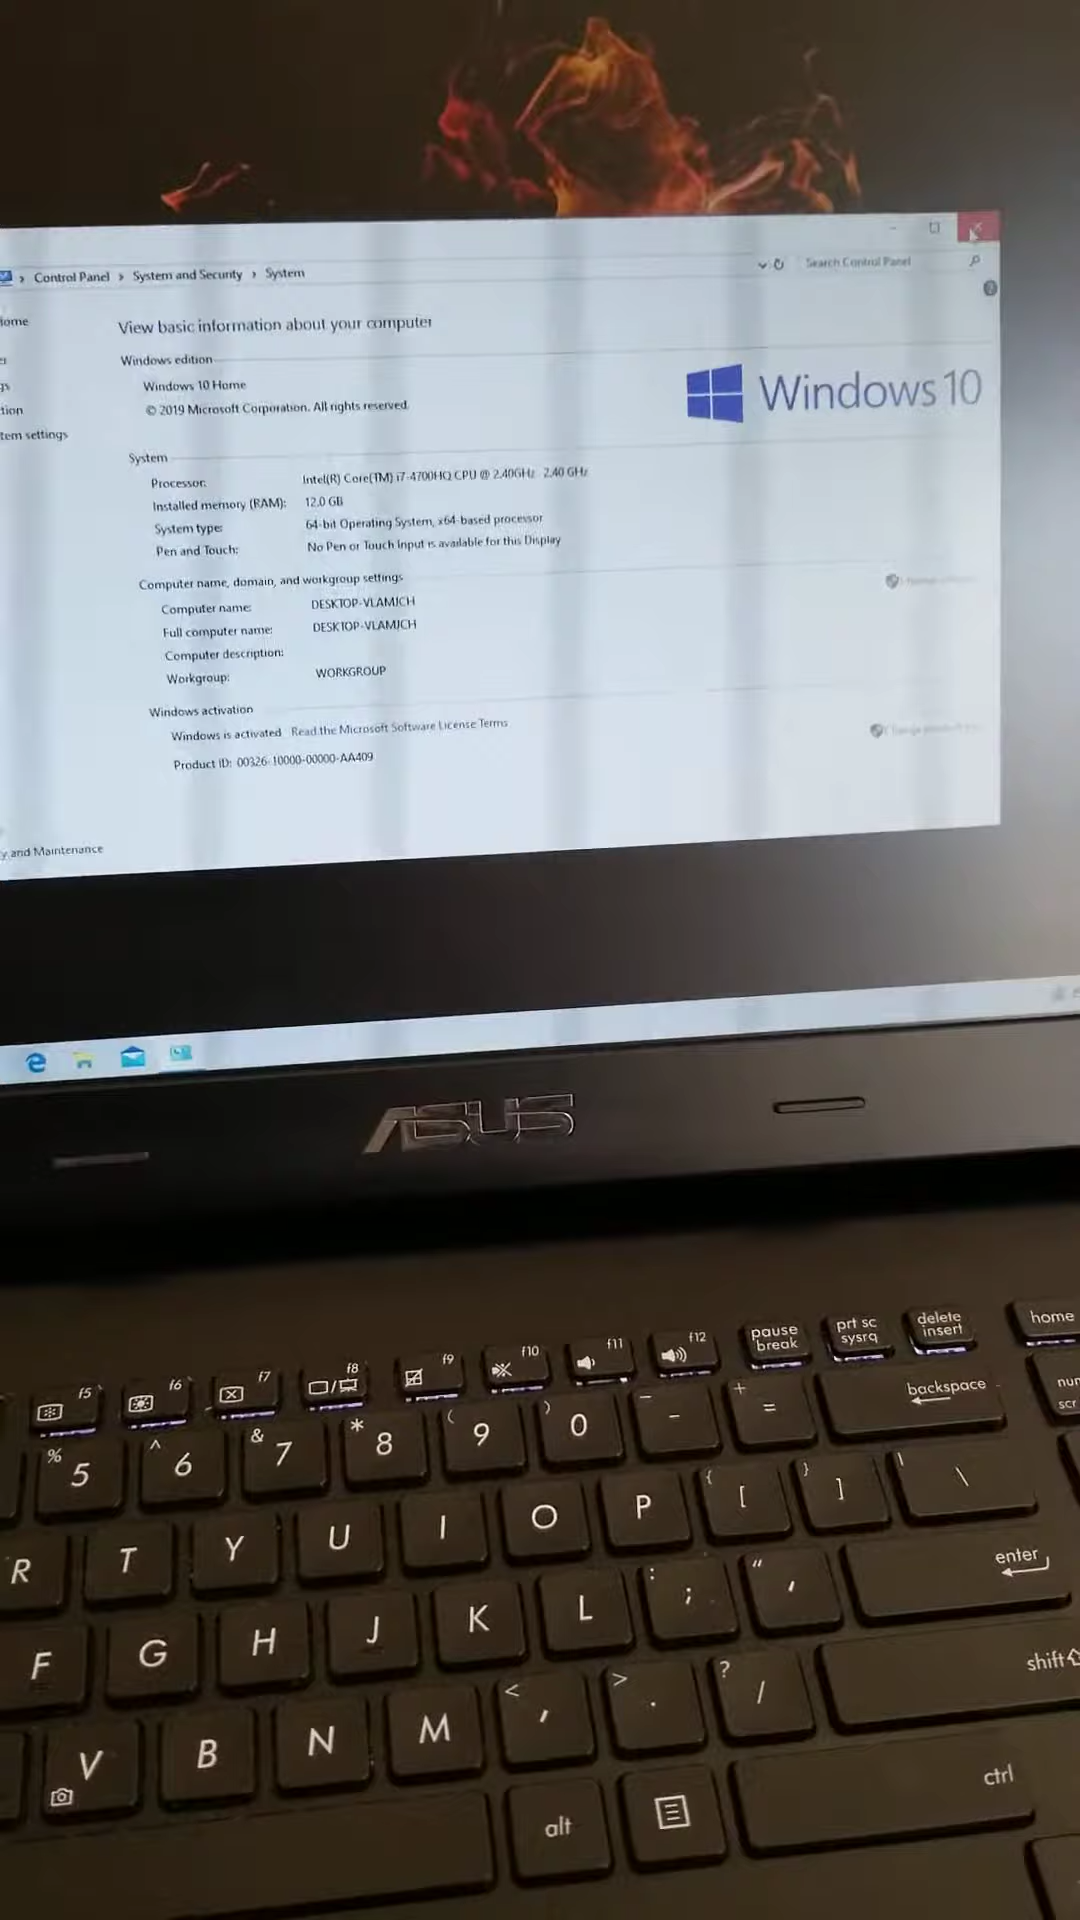 Control Panel > System and Security > System
Search Control Panel
View basic information about your computer
Windows edition
Windows 10 Home
© 2019 Microsoft Corporation. All rights reserved.
Windows 10
tem settings
System
Processor: Intel(R) Core(TM) i7-4700HQ CPU @ 2.40GHz 2.40 GHz
Installed memory (RAM): 12.0 GB
System type: 64-bit Operating System, x64-based processor
Pen and Touch: No Pen or Touch Input is available for this Display
Computer name, domain, and workgroup settings
Computer name: DESKTOP-VLAMJCH
Full computer name: DESKTOP-VLAMJCH
Computer description:
Workgroup: WORKGROUP
Windows activation
Windows is activated Read the Microsoft Software License Terms
Product ID: 00326-10000-00000-AA409
y and Maintenance
ASUS
f5 f6 f7 f8 f9 f10 f11 f12 pause break prt sc sysrq delete insert home
% 5 ^ 6 & 7 * 8 ( 9 ) 0 _ - + = backspace num scr
R T Y U I O P { [ } ] | \
F G H J K L : ; " ' enter
V B N M < , > . ? / shift
alt ctrl